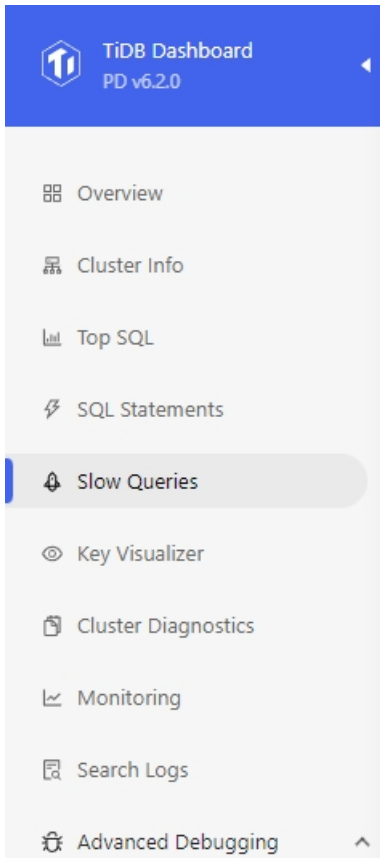 TiDB Dashboard
PD v6.2.0
Overview
Cluster Info
Top SQL
SQL Statements
Slow Queries
Key Visualizer
Cluster Diagnostics
Monitoring
Search Logs
Advanced Debugging